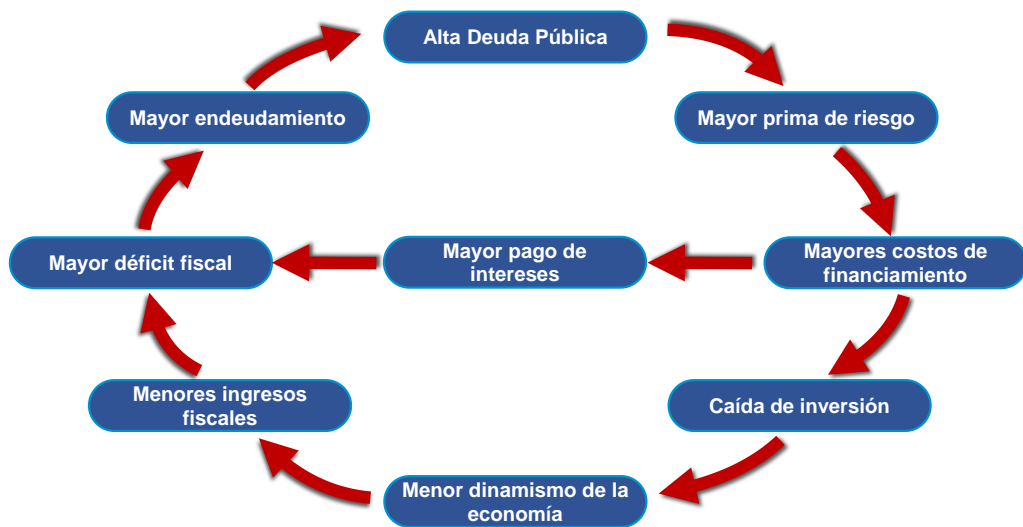 Alta Deuda Pública
Mayor endeudamiento
Mayor prima de riesgo
Mayor déficit fiscal
Mayor pago de
intereses
Mayores costos de
financiamiento
Menores ingresos
fiscales
Caída de inversión
Menor dinamismo de la
economía